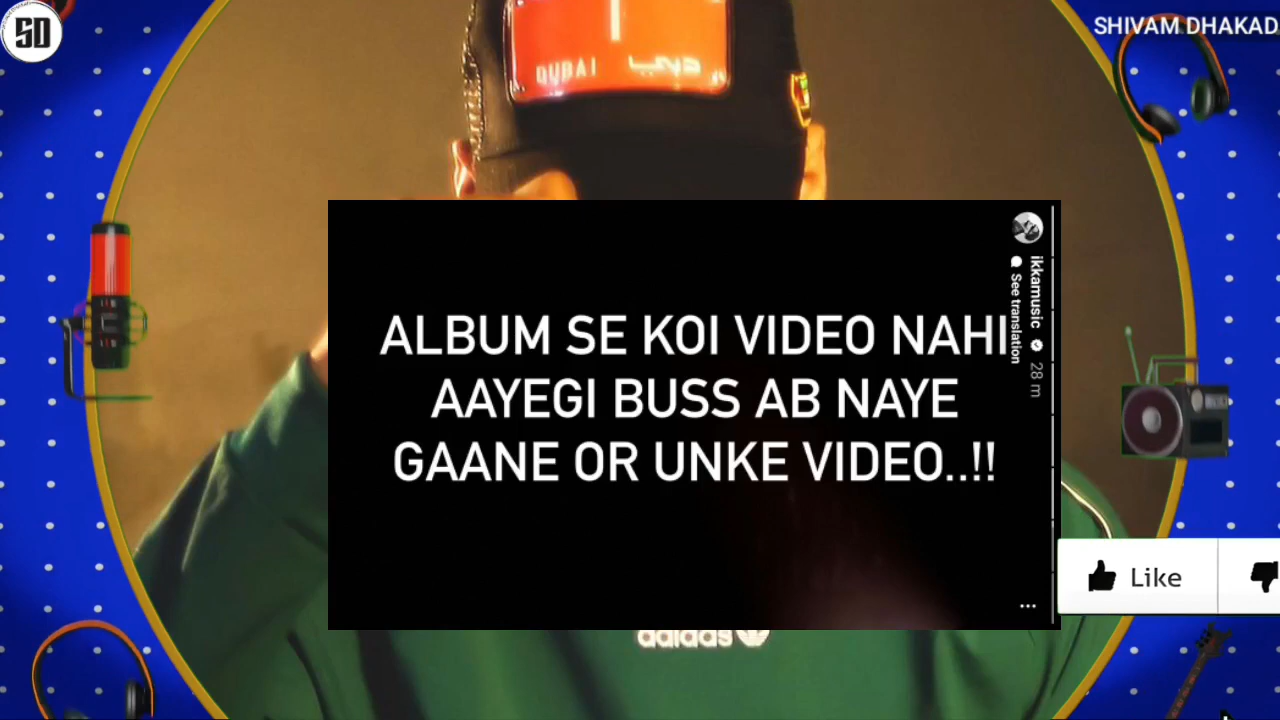 SD
SHIVAM DHAKAD
DUBAI دبي
ikkamusic 28 m
See translation
ALBUM SE KOI VIDEO NAHI
AAYEGI BUSS AB NAYE
GAANE OR UNKE VIDEO..!!
Like
adidas